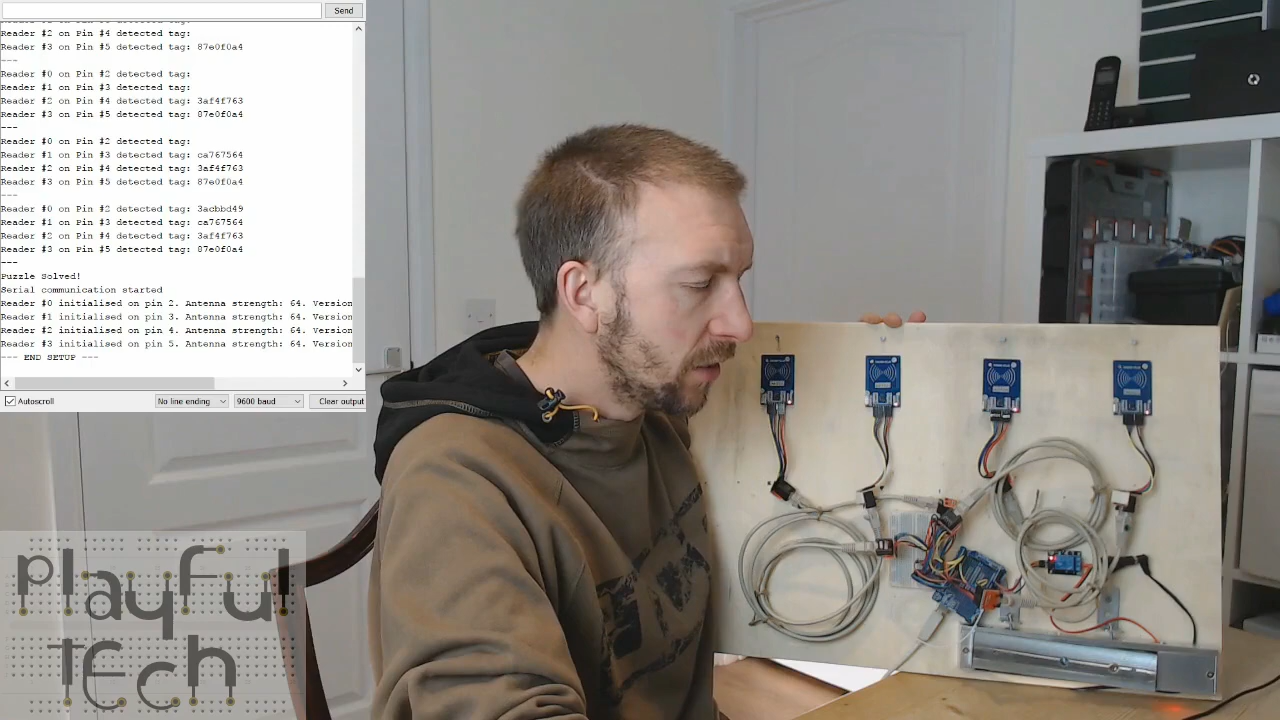 Send
Reader #2 on Pin #4 detected tag:
Reader #3 on Pin #5 detected tag: 87e0f0a4
---
Reader #0 on Pin #2 detected tag:
Reader #1 on Pin #3 detected tag:
Reader #2 on Pin #4 detected tag: 3af4f763
Reader #3 on Pin #5 detected tag: 87e0f0a4
---
Reader #0 on Pin #2 detected tag:
Reader #1 on Pin #3 detected tag: ca767564
Reader #2 on Pin #4 detected tag: 3af4f763
Reader #3 on Pin #5 detected tag: 87e0f0a4
---
Reader #0 on Pin #2 detected tag: 3acbbd49
Reader #1 on Pin #3 detected tag: ca767564
Reader #2 on Pin #4 detected tag: 3af4f763
Reader #3 on Pin #5 detected tag: 87e0f0a4
---
Puzzle Solved!
Serial communication started
Reader #0 initialised on pin 2. Antenna strength: 64. Version
Reader #1 initialised on pin 3. Antenna strength: 64. Version
Reader #2 initialised on pin 4. Antenna strength: 64. Version
Reader #3 initialised on pin 5. Antenna strength: 64. Version
--- END SETUP ---
Autoscroll No line ending 9600 baud Clear output
playful
tech